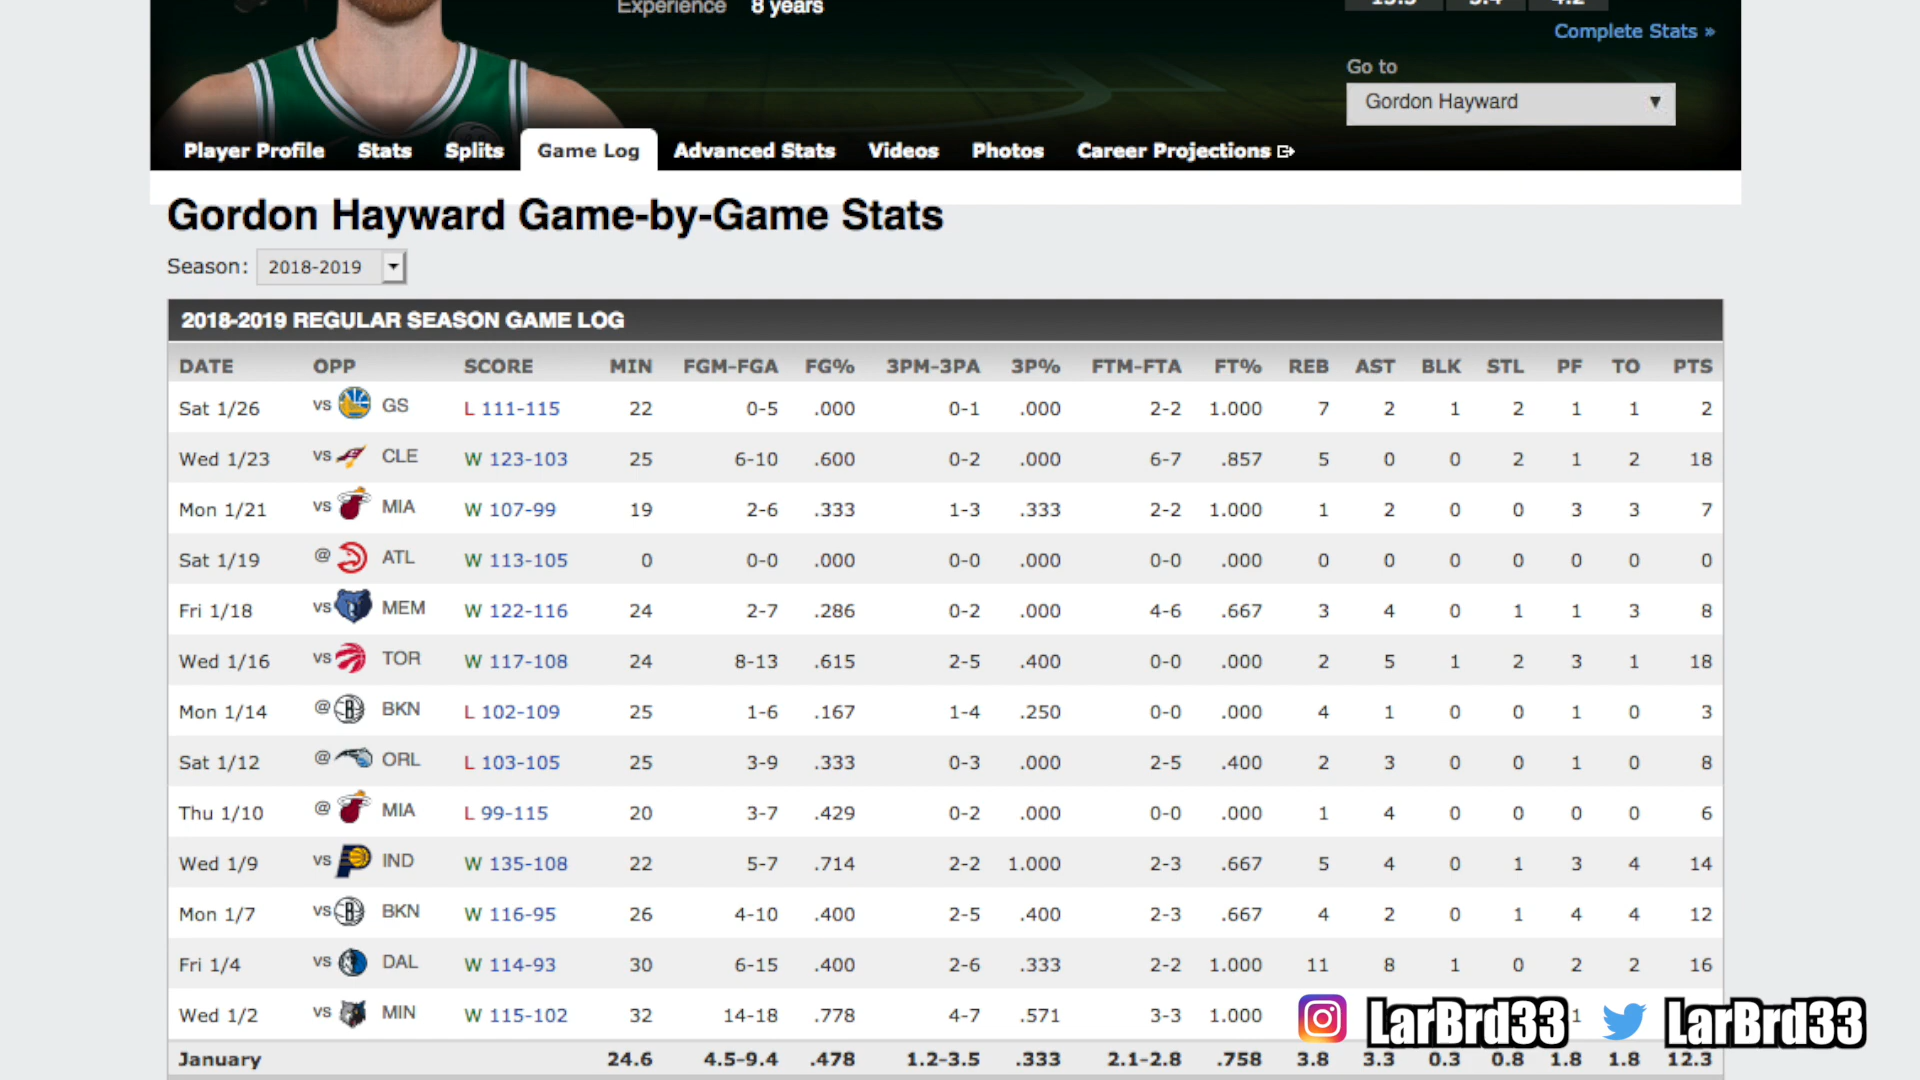 Experience 8 years
Complete Stats »
Go to
Gordon Hayward
Player Profile Stats Splits Game Log Advanced Stats Videos Photos Career Projections
Gordon Hayward Game-by-Game Stats
Season: 2018-2019
2018-2019 REGULAR SEASON GAME LOG
DATE OPP SCORE MIN FGM-FGA FG% 3PM-3PA 3P% FTM-FTA FT% REB AST BLK STL PF TO PTS
Sat 1/26 vs GS L 111-115 22 0-5 .000 0-1 .000 2-2 1.000 7 2 1 2 1 1 2
Wed 1/23 vs CLE W 123-103 25 6-10 .600 0-2 .000 6-7 .857 5 0 0 2 1 2 18
Mon 1/21 vs MIA W 107-99 19 2-6 .333 1-3 .333 2-2 1.000 1 2 0 0 3 3 7
Sat 1/19 @ ATL W 113-105 0 0-0 .000 0-0 .000 0-0 .000 0 0 0 0 0 0 0
Fri 1/18 vs MEM W 122-116 24 2-7 .286 0-2 .000 4-6 .667 3 4 0 1 1 3 8
Wed 1/16 vs TOR W 117-108 24 8-13 .615 2-5 .400 0-0 .000 2 5 1 2 3 1 18
Mon 1/14 @ BKN L 102-109 25 1-6 .167 1-4 .250 0-0 .000 4 1 0 0 1 0 3
Sat 1/12 @ ORL L 103-105 25 3-9 .333 0-3 .000 2-5 .400 2 3 0 0 1 0 8
Thu 1/10 @ MIA L 99-115 20 3-7 .429 0-2 .000 0-0 .000 1 4 0 0 0 0 6
Wed 1/9 vs IND W 135-108 22 5-7 .714 2-2 1.000 2-3 .667 5 4 0 1 3 4 14
Mon 1/7 vs BKN W 116-95 26 4-10 .400 2-5 .400 2-3 .667 4 2 0 1 4 4 12
Fri 1/4 vs DAL W 114-93 30 6-15 .400 2-6 .333 2-2 1.000 11 8 1 0 2 2 16
Wed 1/2 vs MIN W 115-102 32 14-18 .778 4-7 .571 3-3 1.000 LarBrd33 1 LarBrd33
January 24.6 4.5-9.4 .478 1.2-3.5 .333 2.1-2.8 .758 3.8 3.3 0.3 0.8 1.8 1.8 12.3